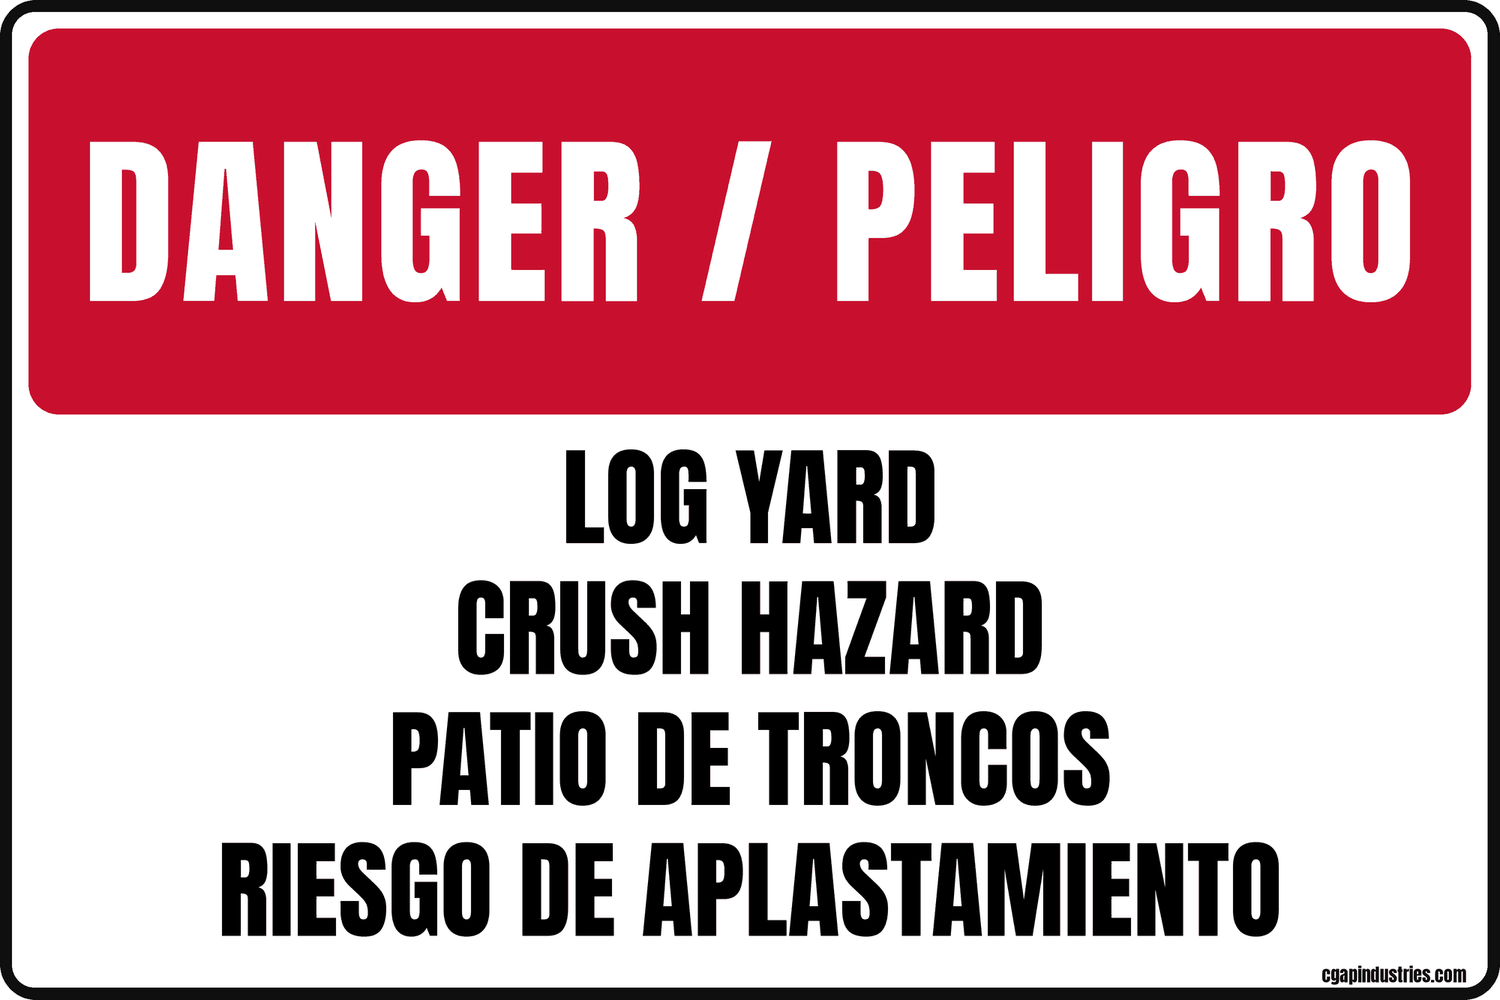 DANGER / PELIGRO
LOG YARD
CRUSH HAZARD
PATIO DE TRONCOS
RIESGO DE APLASTAMIENTO
cgapindustries.com